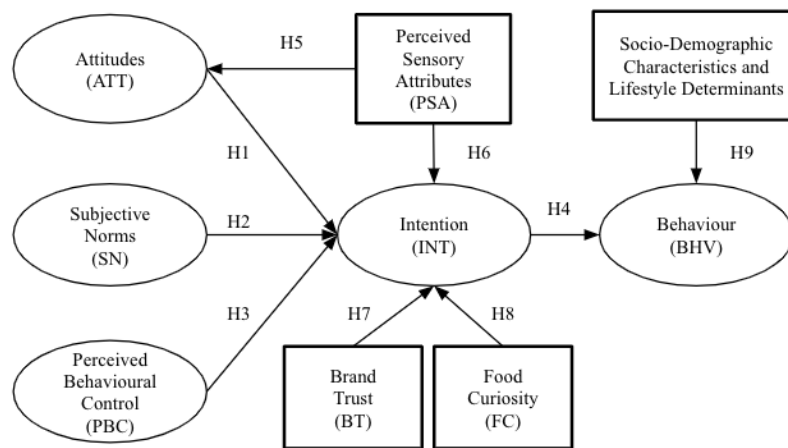 Attitudes
(ATT)
H5
Perceived
Sensory
Attributes
(PSA)
Socio-Demographic
Characteristics and
Lifestyle Determinants
H1
H6
H9
Subjective
Norms
(SN)
H2
Intention
(INT)
H4
Behaviour
(BHV)
H3
H7
H8
Perceived
Behavioural
Control
(PBC)
Brand
Trust
(BT)
Food
Curiosity
(FC)